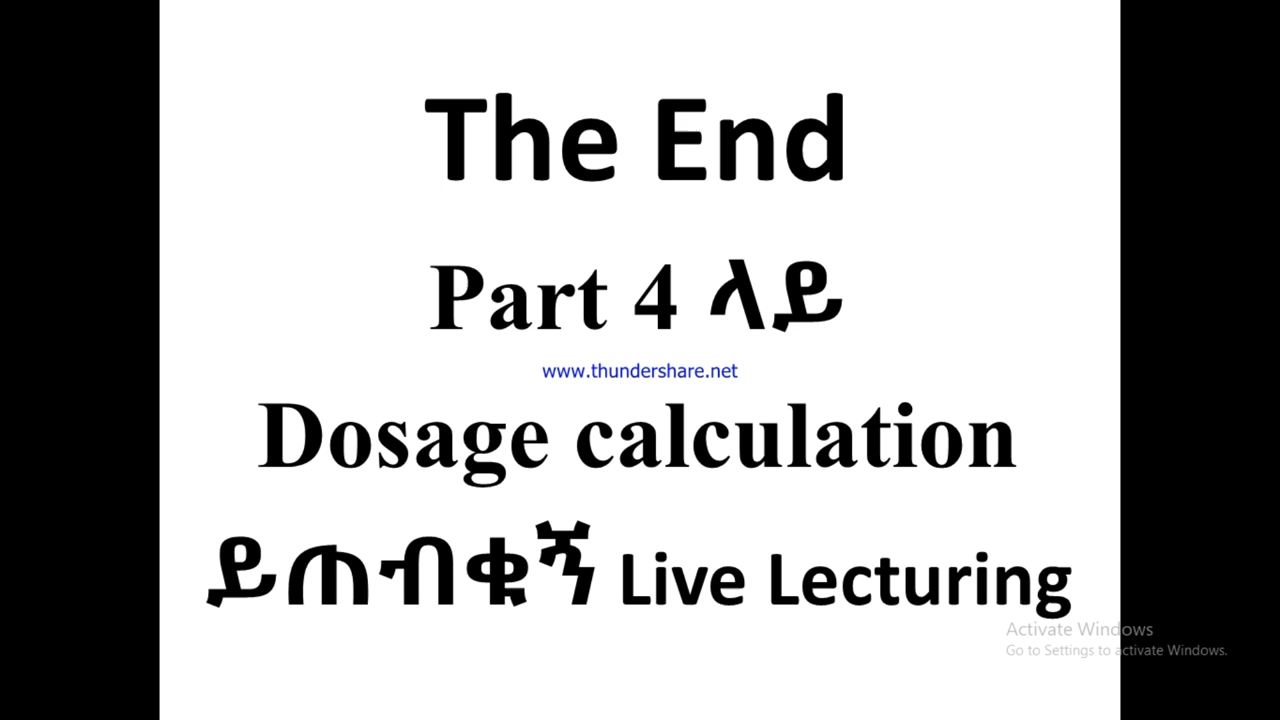 The End
Part 4 ላይ
www.thundershare.net
Dosage calculation
ይጠብቁኝ Live Lecturing
Activate Windows
Go to Settings to activate Windows.